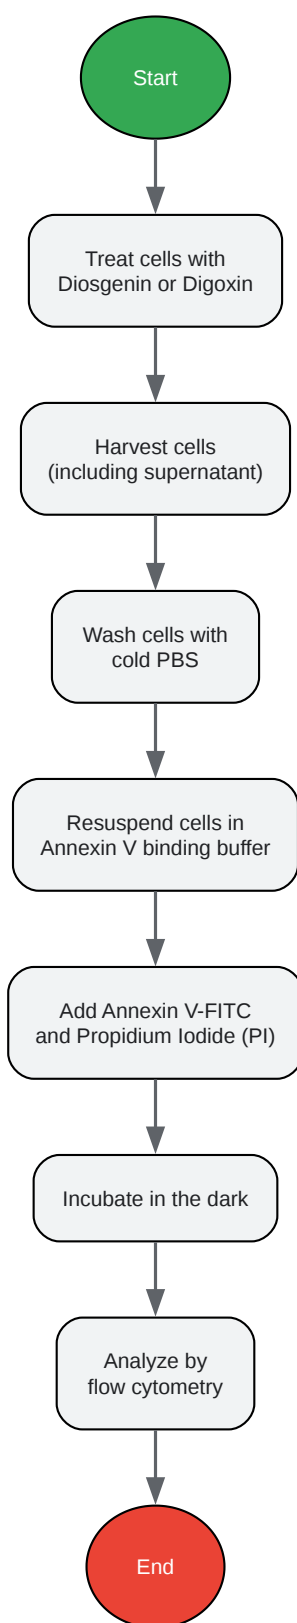 Start
Treat cells with
Diosgenin or Digoxin
Harvest cells
(including supernatant)
Wash cells with
cold PBS
Resuspend cells in
Annexin V binding buffer
Add Annexin V-FITC
and Propidium Iodide (PI)
Incubate in the dark
Analyze by
flow cytometry
End